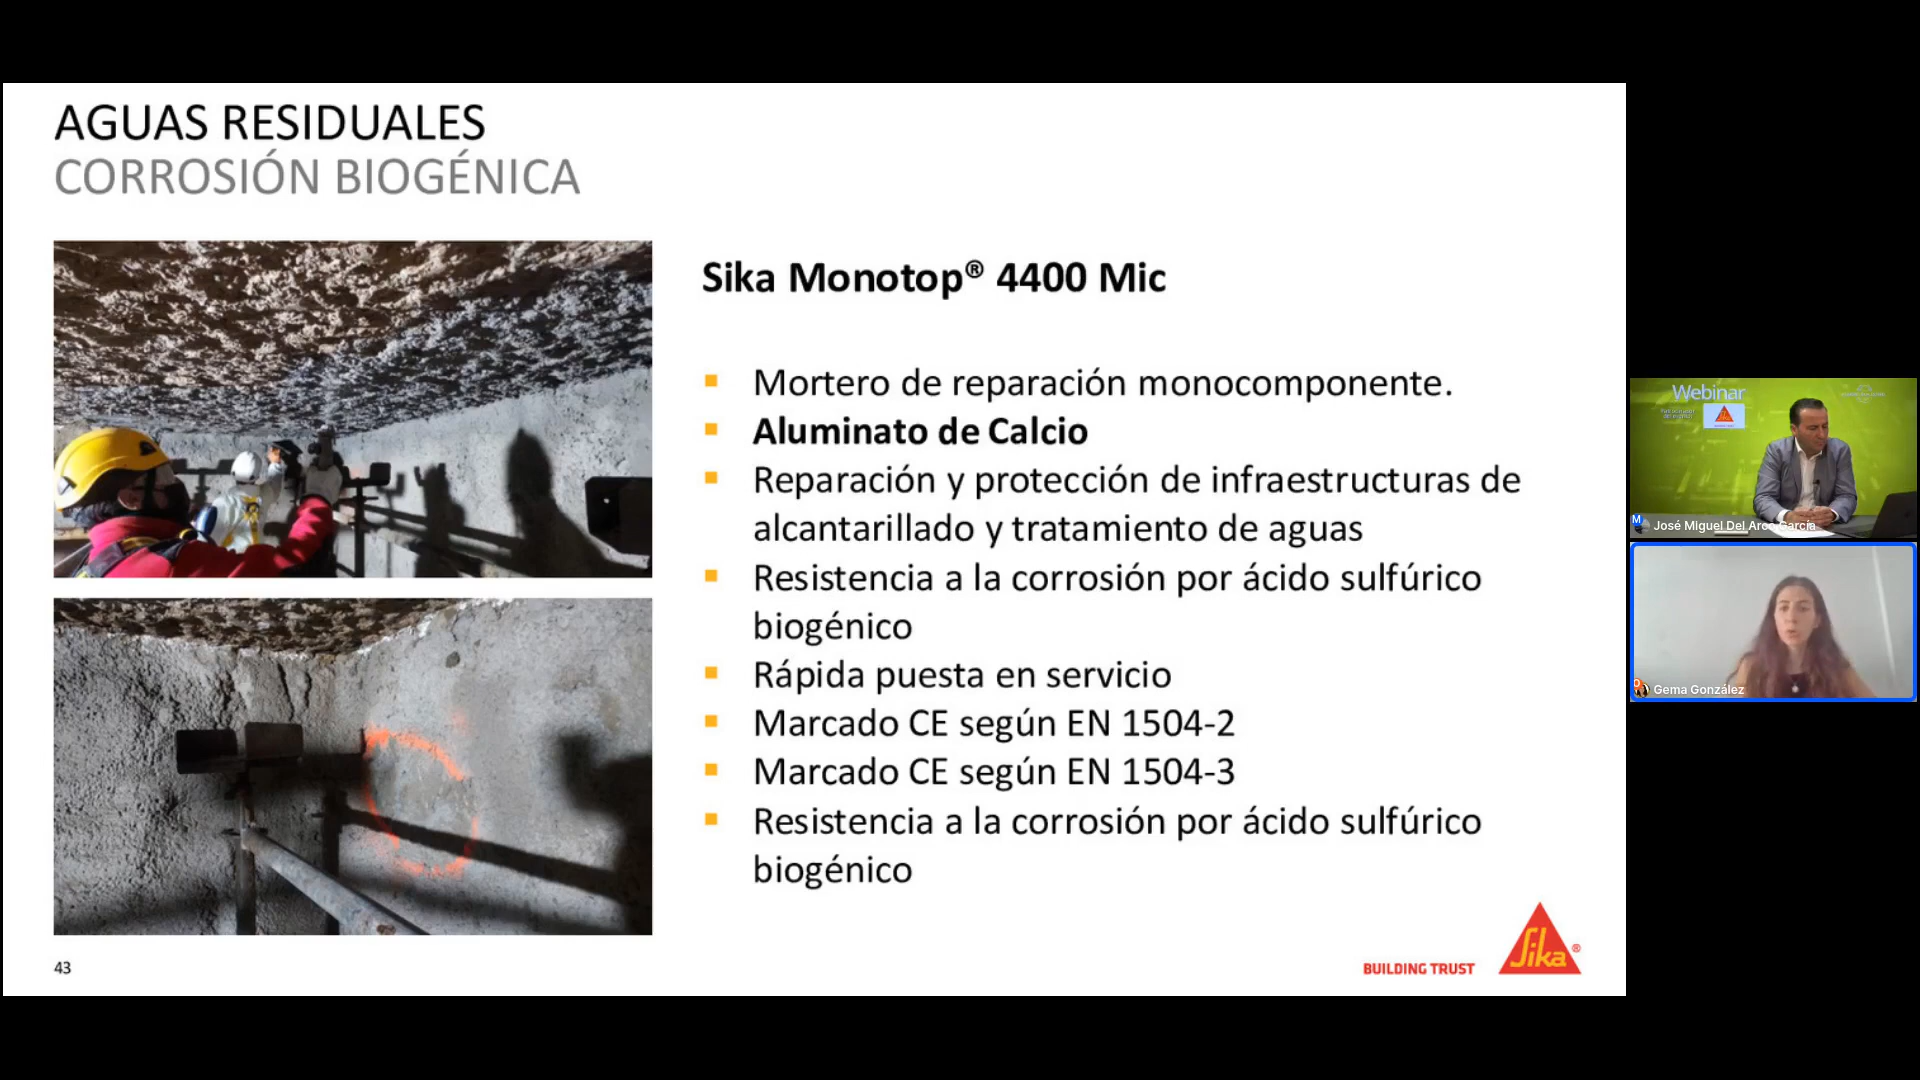 AGUAS RESIDUALES
CORROSIÓN BIOGÉNICA
Sika Monotop® 4400 Mic
Mortero de reparación monocomponente.
Aluminato de Calcio
Reparación y protección de infraestructuras de
alcantarillado y tratamiento de aguas
Resistencia a la corrosión por ácido sulfúrico
biogénico
Rápida puesta en servicio
Marcado CE según EN 1504-2
Marcado CE según EN 1504-3
Resistencia a la corrosión por ácido sulfúrico
biogénico
43
BUILDING TRUST
Sika®
Webinar
M
José Miguel Del Arco García
Gema González